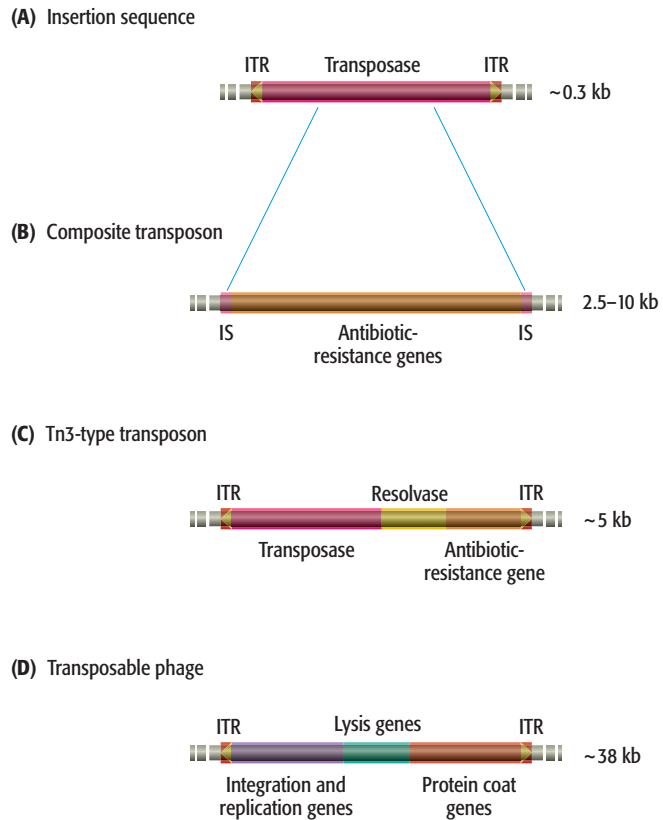 (A) Insertion sequence
ITR Transposase ITR
~0.3 kb
(B) Composite transposon
2.5–10 kb
IS Antibiotic- IS
resistance genes
(C) Tn3-type transposon
ITR Resolvase ITR
~5 kb
Transposase Antibiotic-
resistance gene
(D) Transposable phage
ITR Lysis genes ITR
~38 kb
Integration and Protein coat
replication genes genes